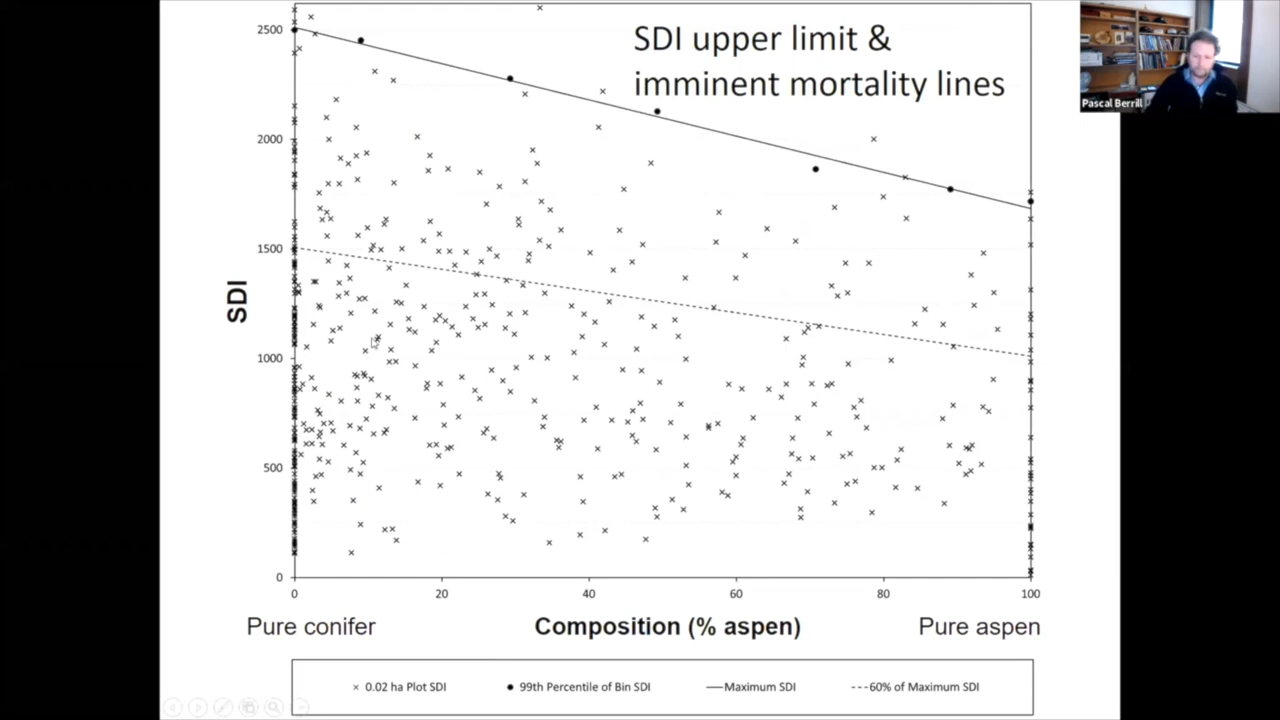 SDI upper limit &
imminent mortality lines
Pascal Berrill
2500
2000
1500
1000
500
0
SDI
0 20 40 60 80 100
Pure conifer Composition (% aspen) Pure aspen
0.02 ha Plot SDI 99th Percentile of Bin SDI Maximum SDI 60% of Maximum SDI